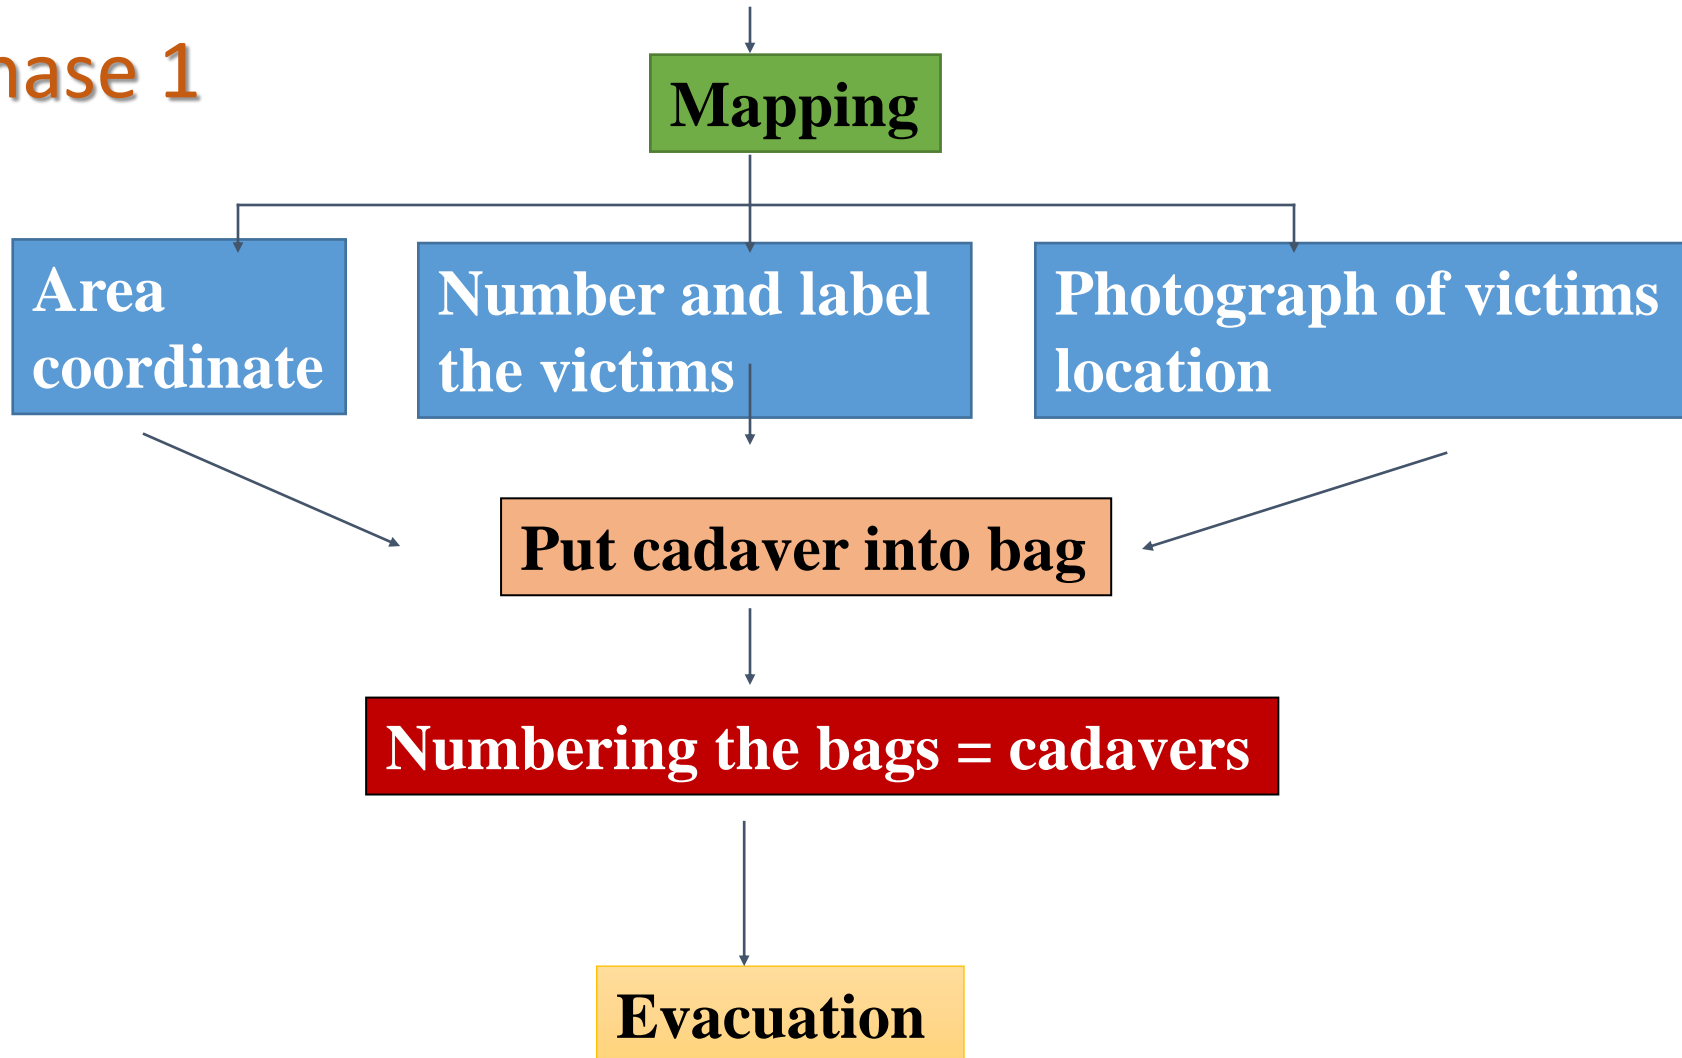 hase 1
Mapping
Area
coordinate
Number and label
the victims
Photograph of victims
location
Put cadaver into bag
Numbering the bags = cadavers
Evacuation